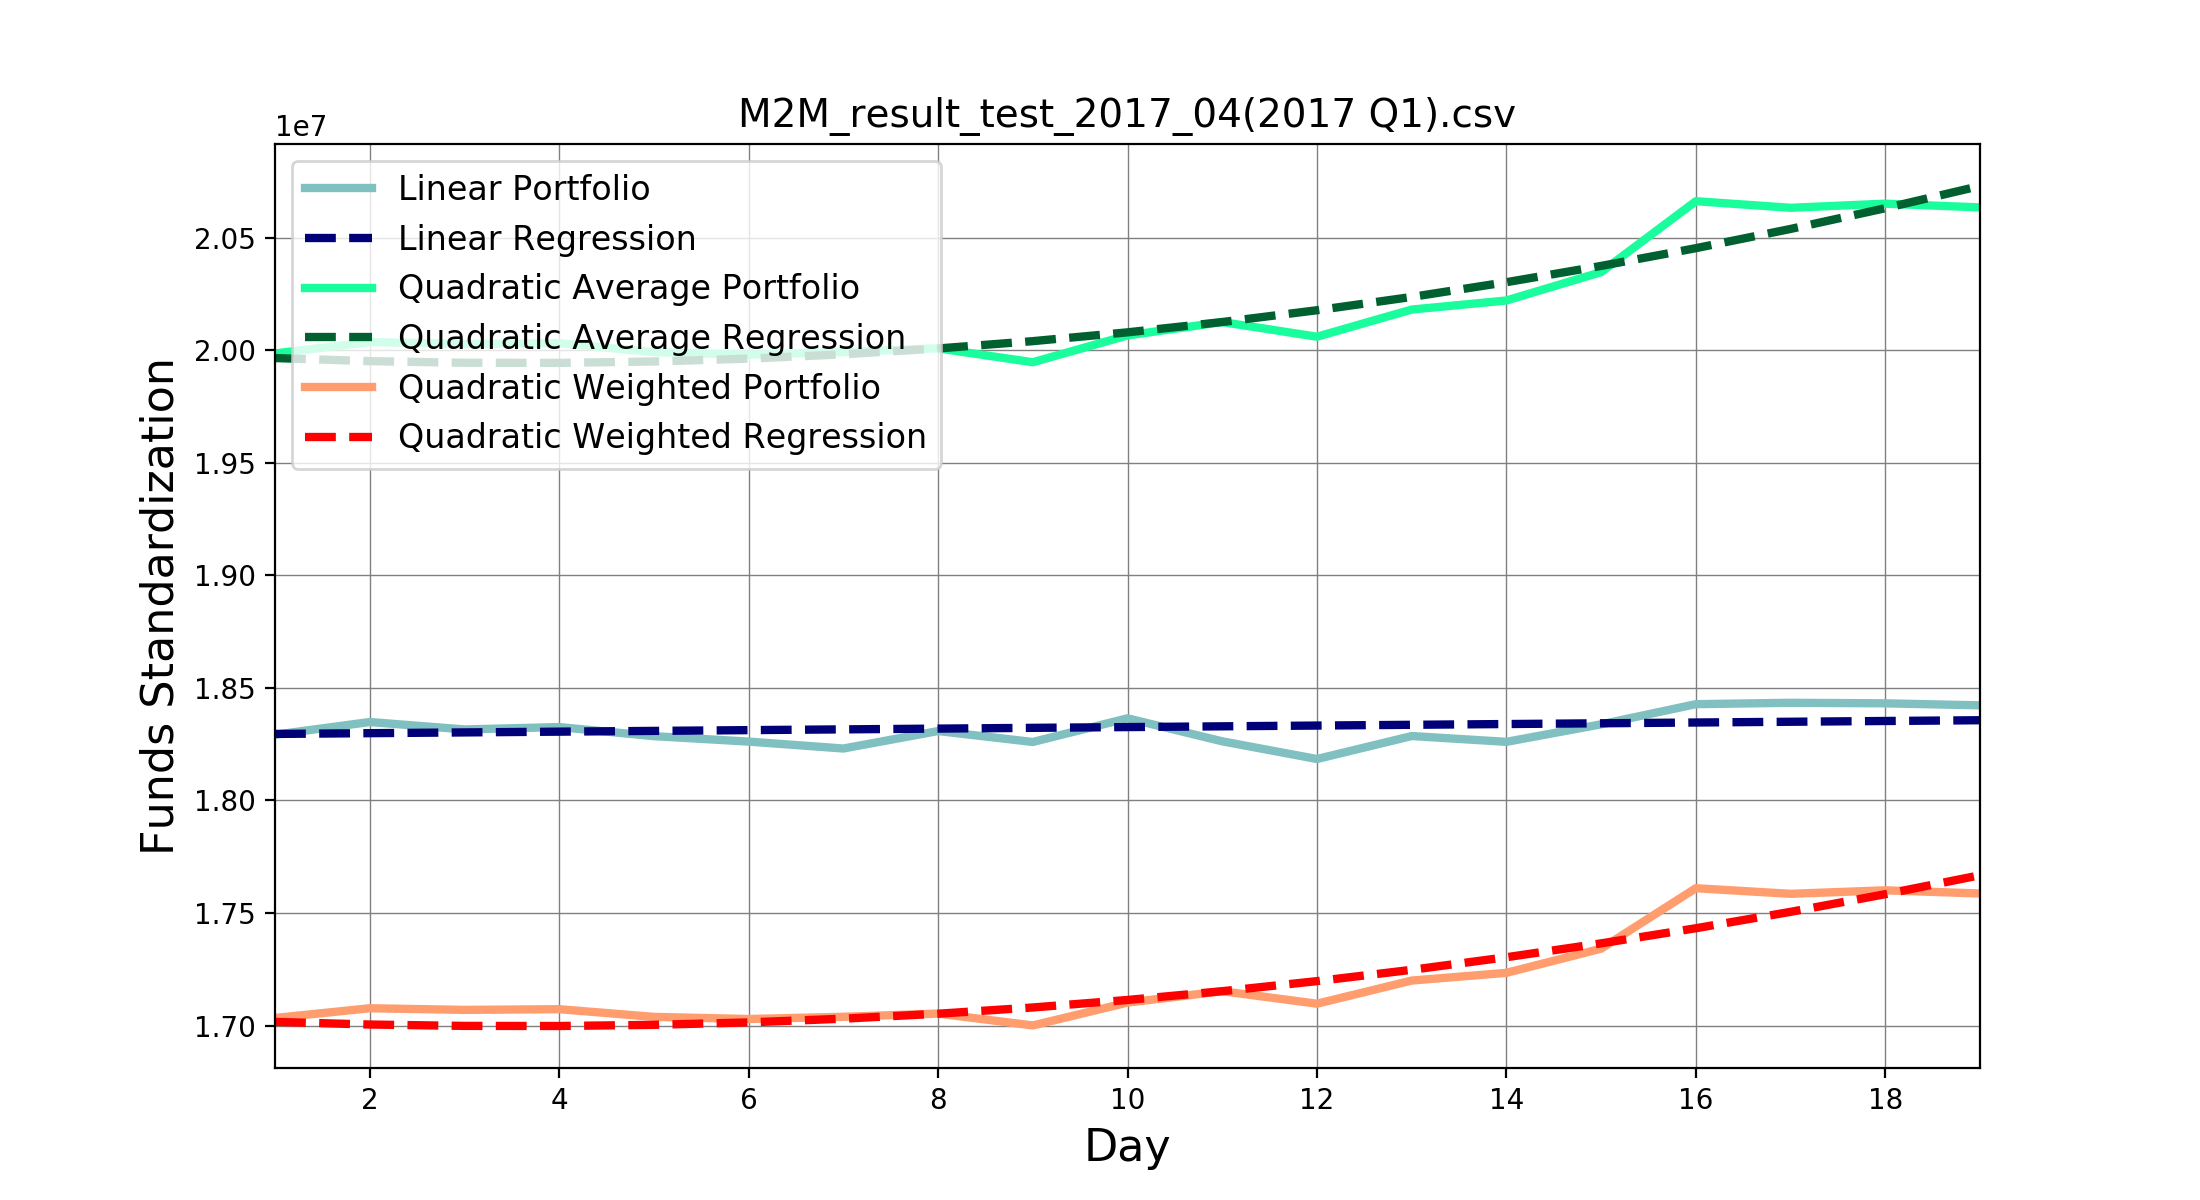 M2M_result_test_2017_04(2017 Q1).csv
1e7
Linear Portfolio
Linear Regression
Quadratic Average Portfolio
Quadratic Average Regression
Quadratic Weighted Portfolio
Quadratic Weighted Regression
2.05
2.00
1.95
1.90
1.85
1.80
1.75
1.70
Funds Standardization
2 4 6 8 10 12 14 16 18
Day